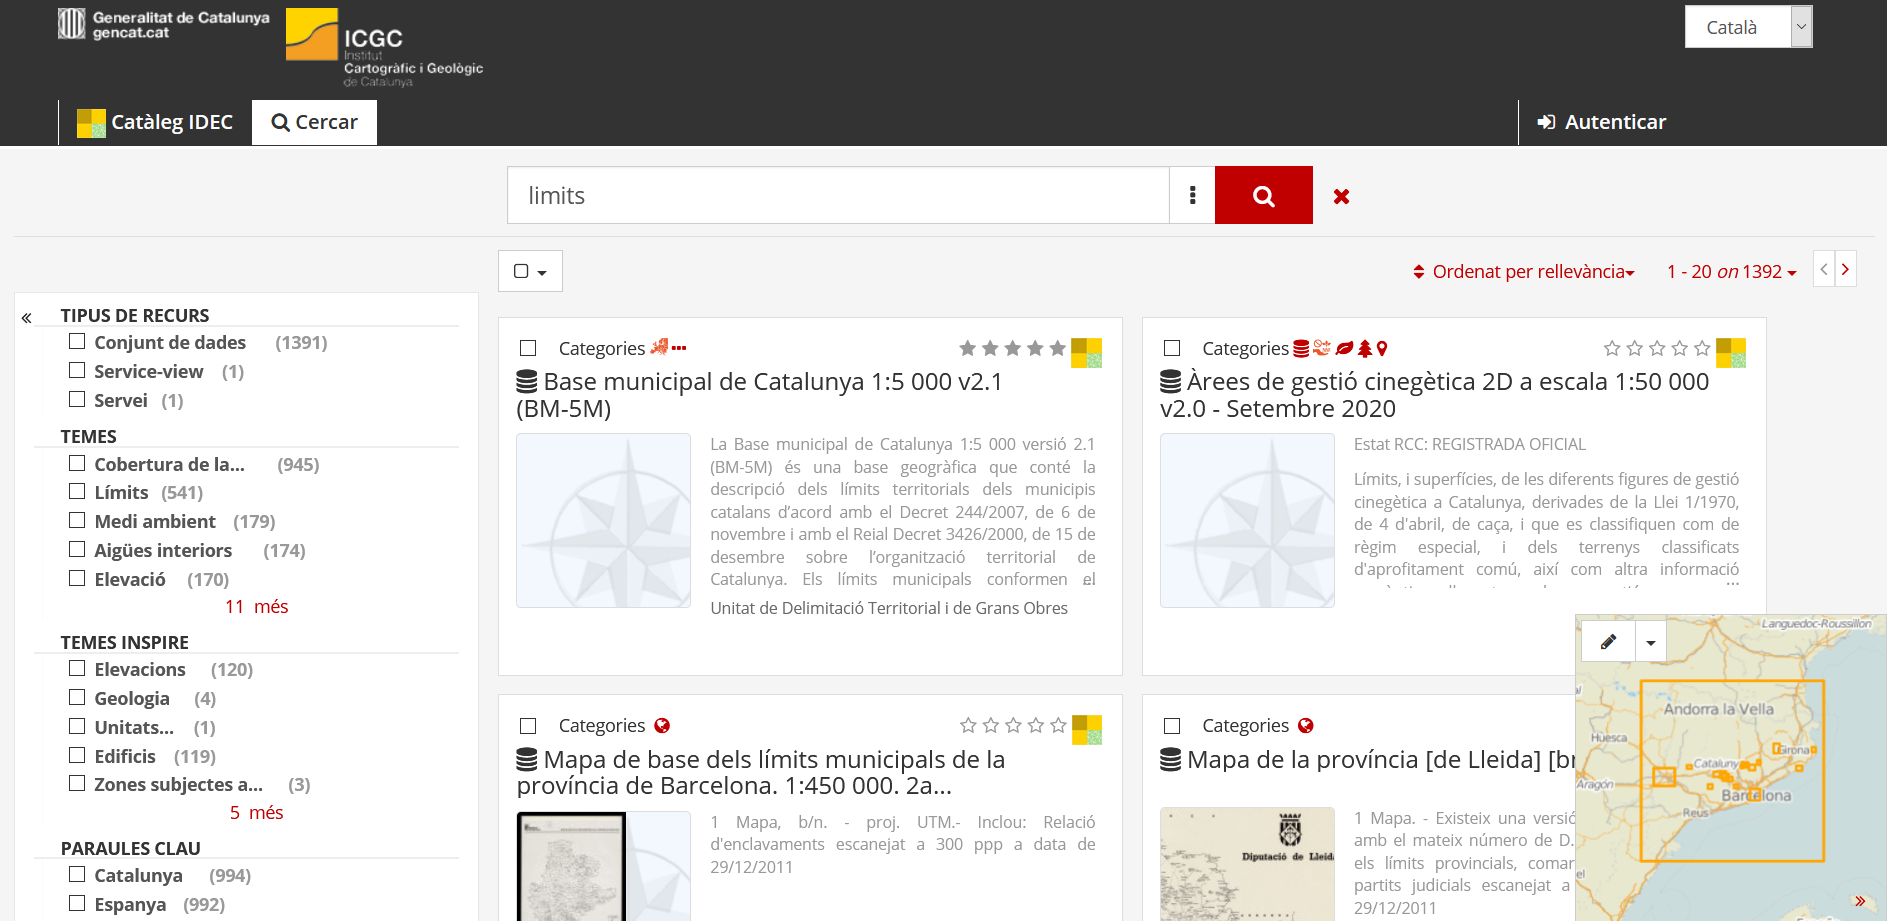 Generalitat de Catalunya
gencat.cat
ICGC
Institut
Cartogràfic i Geològic
de Catalunya
Català
Catàleg IDEC
Cercar
Autenticar
limits
Ordenat per rellevància
1 - 20 on 1392
«
TIPUS DE RECURS
Conjunt de dades (1391)
Service-view (1)
Servei (1)
TEMES
Cobertura de la... (945)
Límits (541)
Medi ambient (179)
Aigües interiors (174)
Elevació (170)
11 més
TEMES INSPIRE
Elevacions (120)
Geologia (4)
Unitats... (1)
Edificis (119)
Zones subjectes a... (3)
5 més
PARAULES CLAU
Catalunya (994)
Espanya (992)
Categories
Base municipal de Catalunya 1:5 000 v2.1
(BM-5M)
La Base municipal de Catalunya 1:5 000 versió 2.1
(BM-5M) és una base geogràfica que conté la
descripció dels límits territorials dels municipis
catalans d’acord amb el Decret 244/2007, de 6 de
novembre i amb el Reial Decret 3426/2000, de 15 de
desembre sobre l’organització territorial de
Catalunya. Els límits municipals conformen el
Unitat de Delimitació Territorial i de Grans Obres
Categories
Àrees de gestió cinegètica 2D a escala 1:50 000
v2.0 - Setembre 2020
Estat RCC: REGISTRADA OFICIAL
Límits, i superfícies, de les diferents figures de gestió
cinegètica a Catalunya, derivades de la Llei 1/1970,
de 4 d'abril, de caça, i que es classifiquen com de
règim especial, i dels terrenys classificats
d'aprofitament comú, així com altra informació
...
Categories
Mapa de base dels límits municipals de la
província de Barcelona. 1:450 000. 2a...
1 Mapa, b/n. - proj. UTM.- Inclou: Relació
d'enclavaments escanejat a 300 ppp a data de
29/12/2011
Categories
Mapa de la província [de Lleida] [br
Diputació de Lleida
1 Mapa. - Existeix una versió
amb el mateix número de D.
els límits provincials, comar
partits judicials escanejat a
29/12/2011
Languedoc-Roussillon
Andorra la Vella
Huesca
Girona
Cataluny
Aragón
Barcelona
Reus
el
»